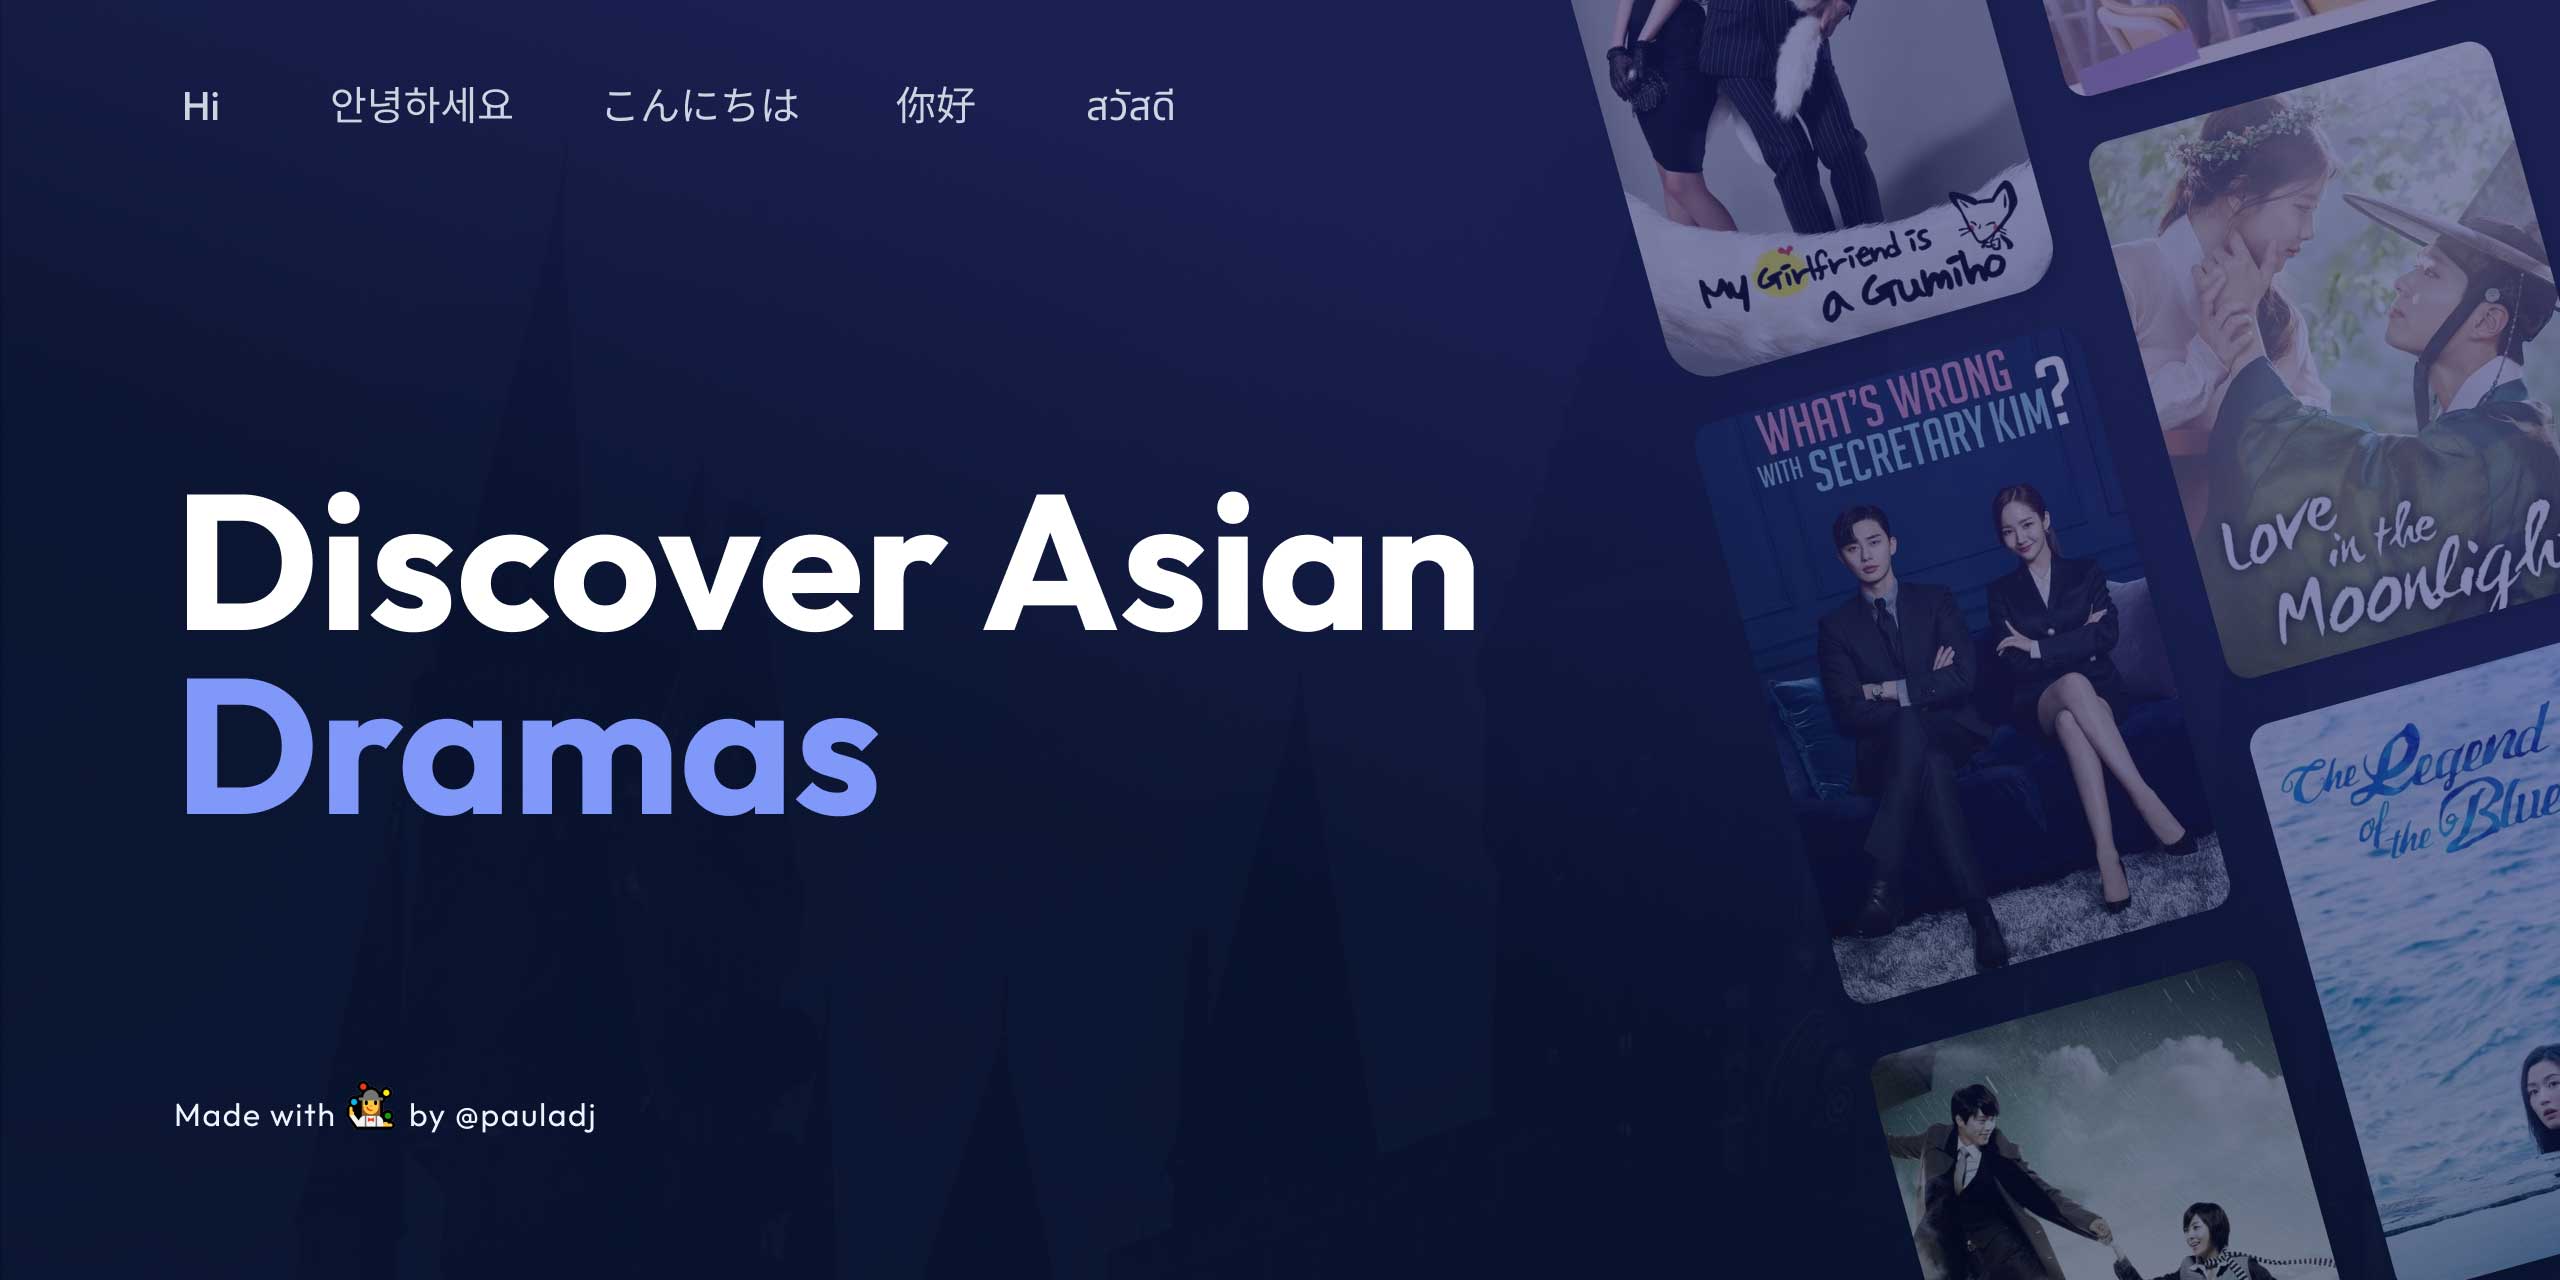 Hi 안녕하세요 こんにちは 你好 สวัสดี
Discover Asian
Dramas
Made with by @pauladj
My Girlfriend is
a Gumiho
WHAT'S WRONG
WITH SECRETARY KIM?
Love
in the
Moonligh
The Legend
of the Blue